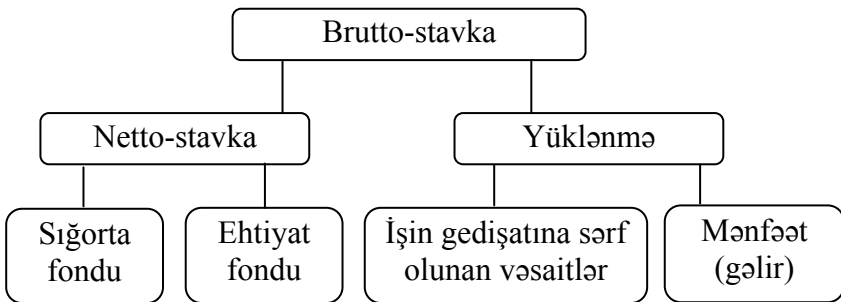 Brutto-stavka
Netto-stavka
Yüklənmə
Sığorta
fondu
Ehtiyat
fondu
İşin gedişatına sərf
olunan vəsaitlər
Mənfəət
(gəlir)